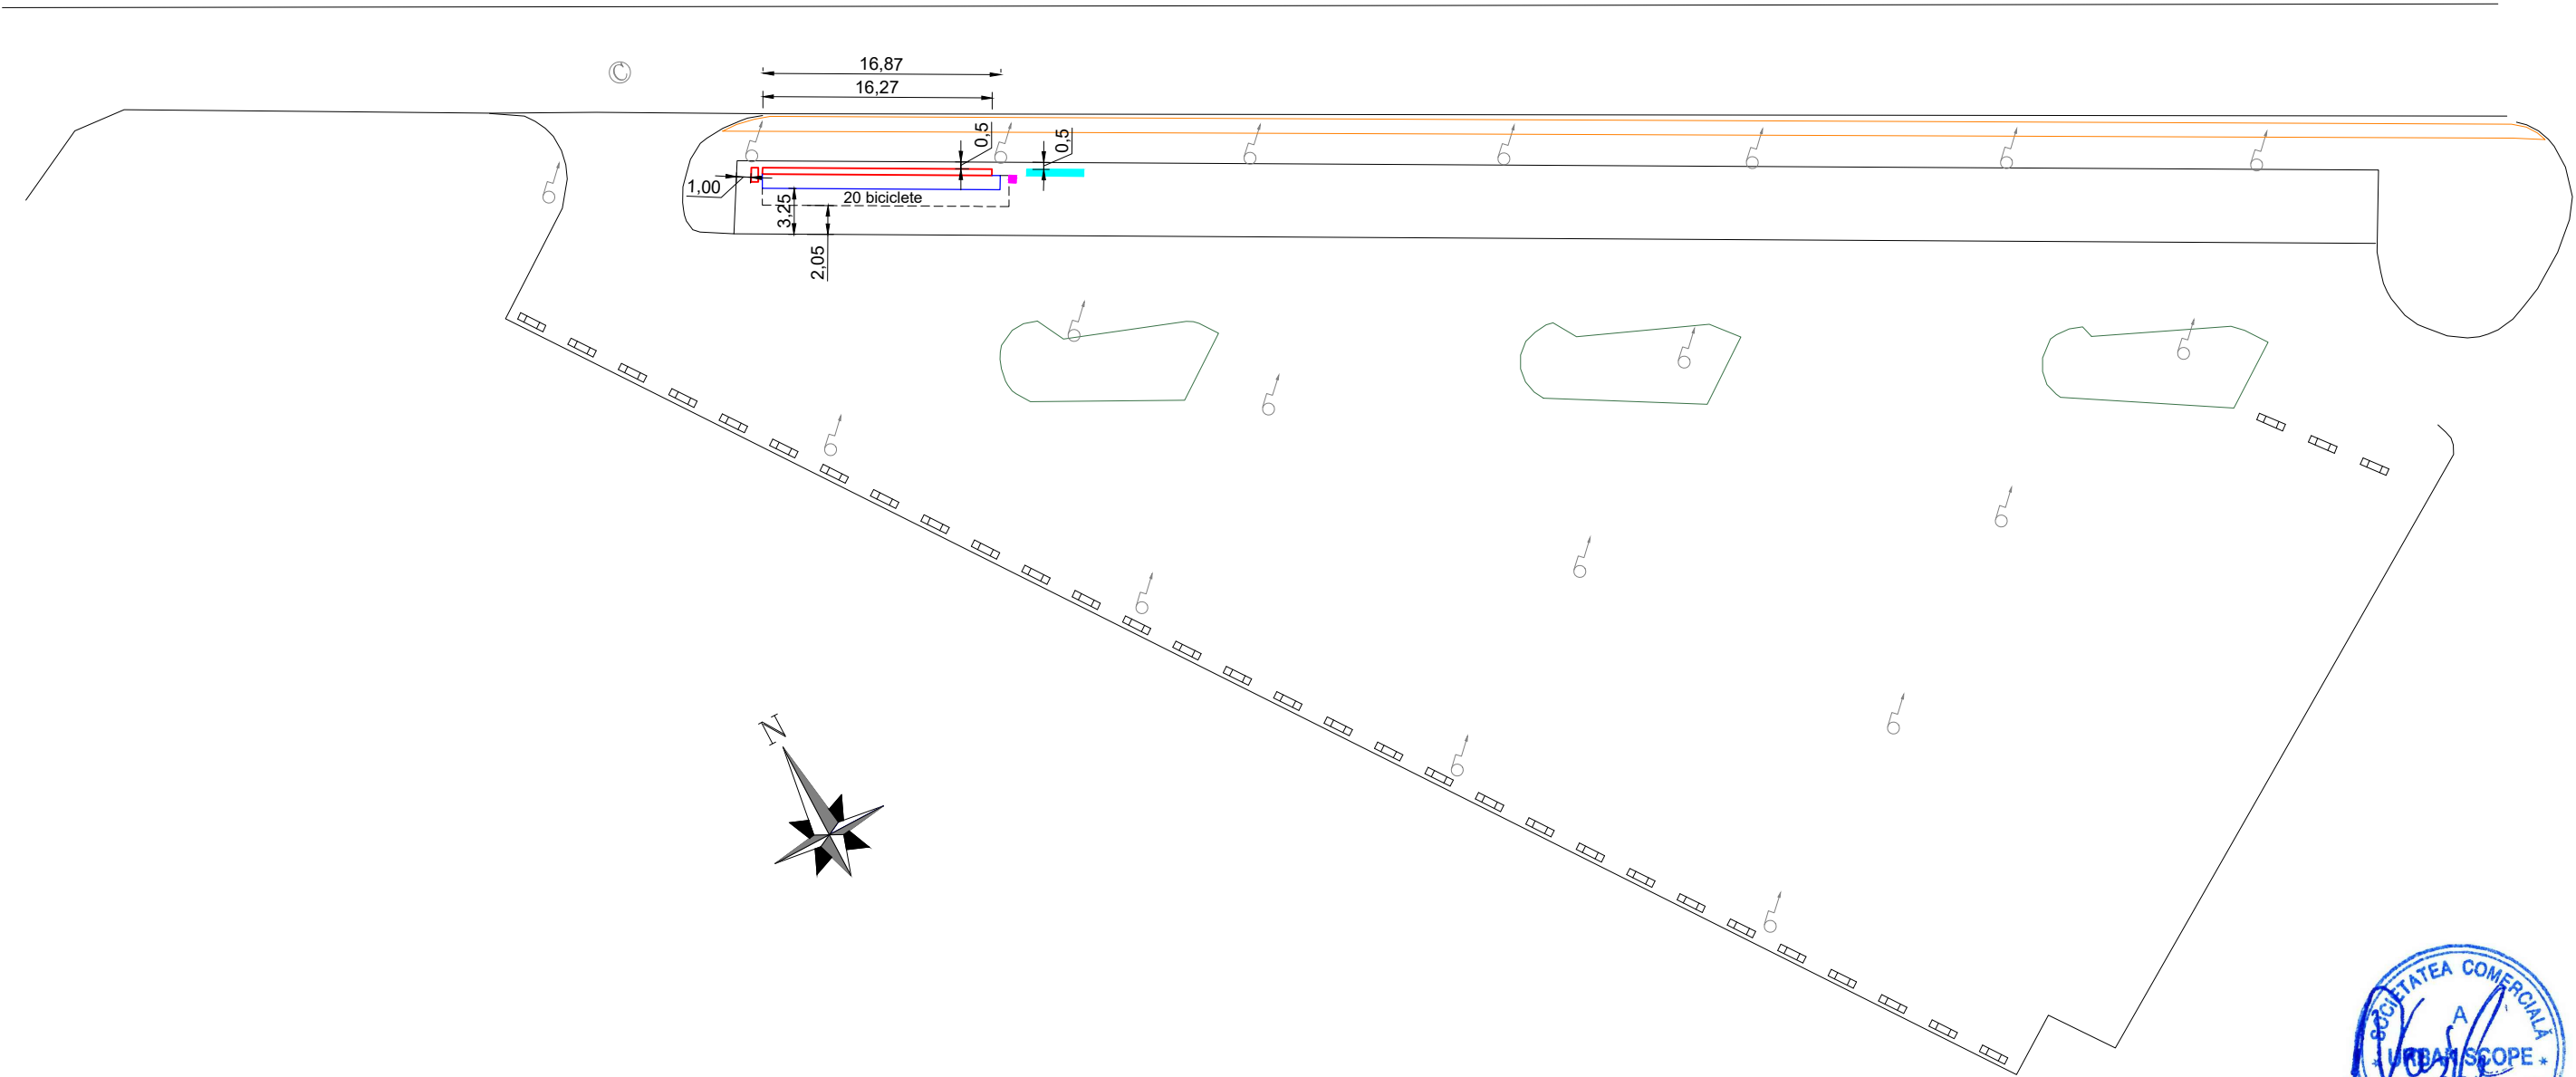 C
16,87
16,27
0,5
0,5
1,00
3,25
20 biciclete
2,05
N
SOCIETATEA COMERCIALĂ
A
* URBAN SCOPE *